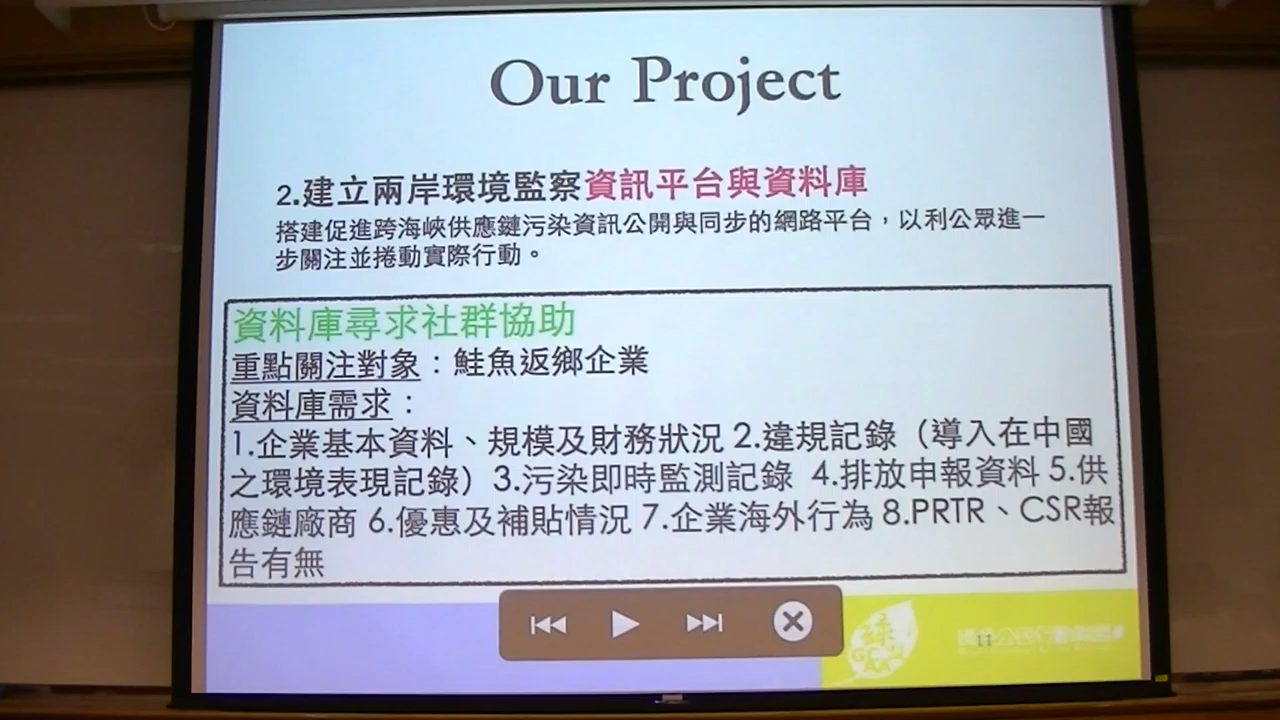 Our Project
2.建立兩岸環境監察資訊平台與資料庫
搭建促進跨海峽供應鏈污染資訊公開與同步的網路平台，以利公眾進一
步關注並捲動實際行動。
資料庫尋求社群協助
重點關注對象：鮭魚返鄉企業
資料庫需求：
1.企業基本資料、規模及財務狀況 2.違規記錄（導入在中國
之環境表現記錄）3.污染即時監測記錄 4.排放申報資料 5.供
應鏈廠商 6.優惠及補貼情況 7.企業海外行為 8.PRTR、CSR報
告有無
11